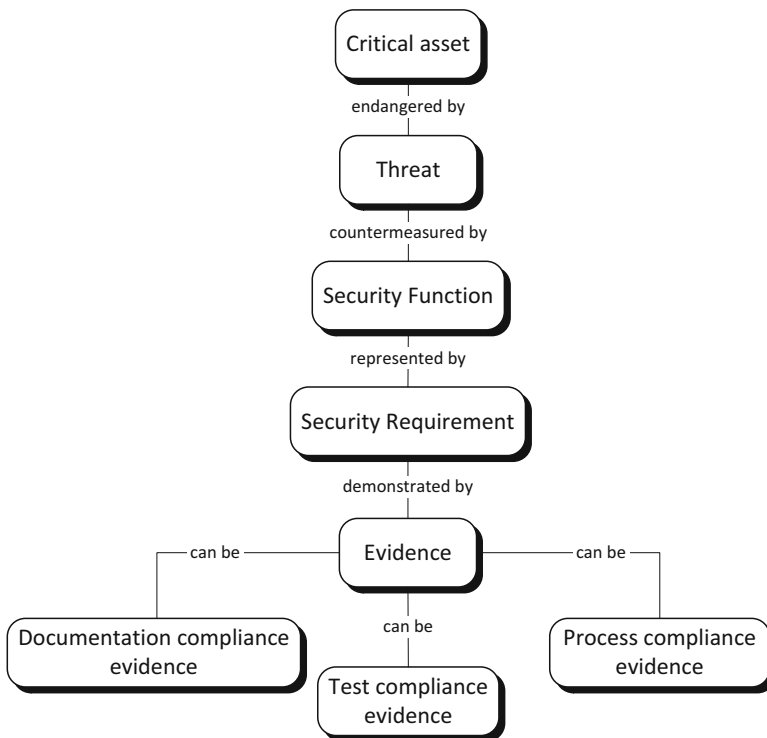 Critical asset
endangered by
Threat
countermeasured by
Security Function
represented by
Security Requirement
demonstrated by
can be
Evidence
can be
Documentation compliance
evidence
can be
Test compliance
evidence
Process compliance
evidence